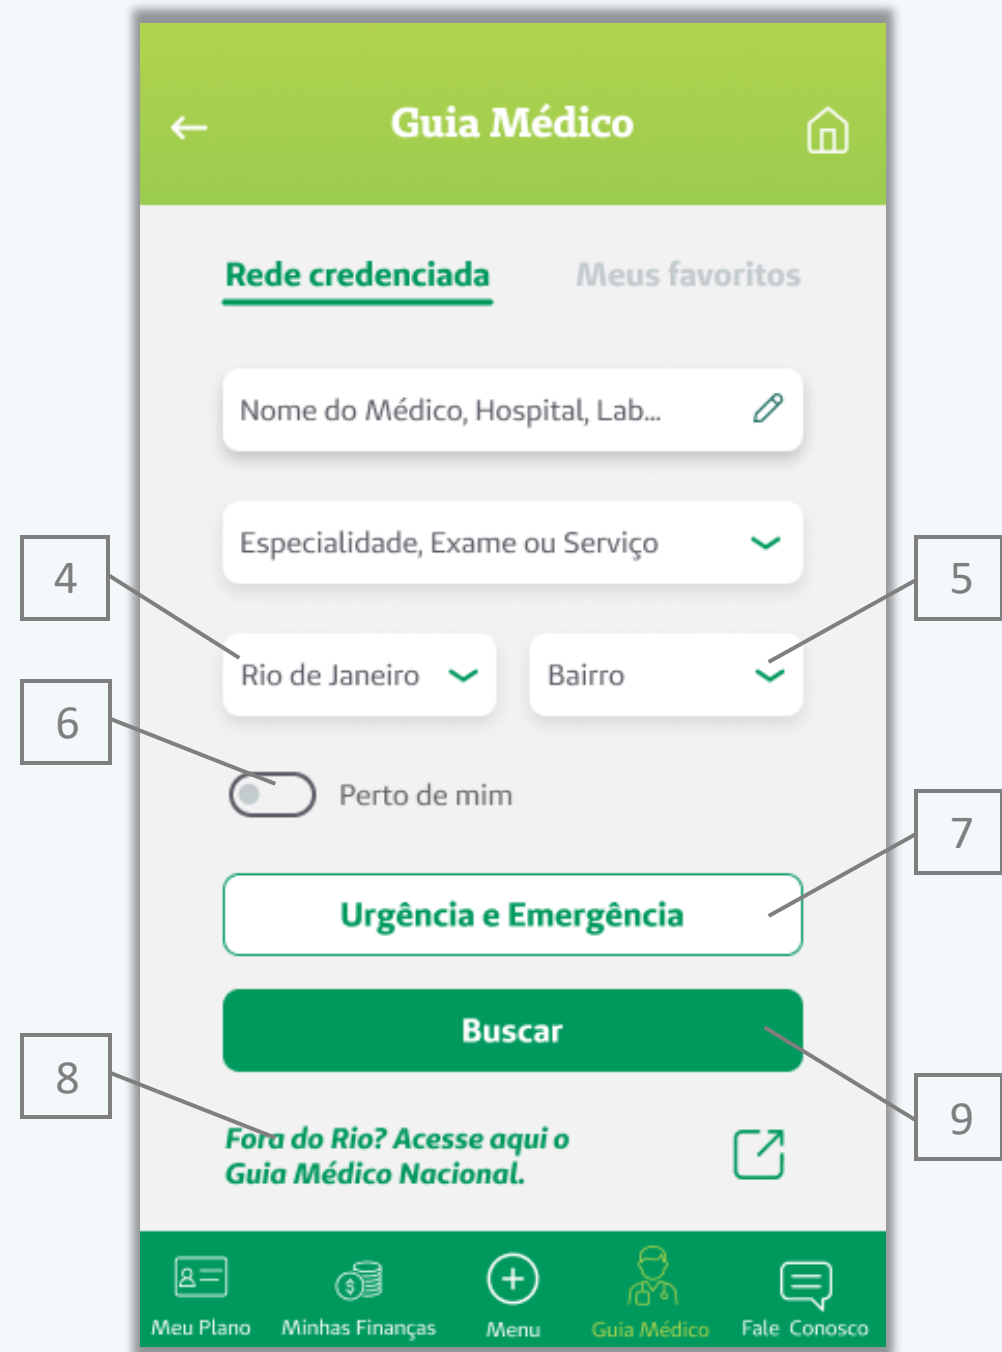 Guia Médico
Rede credenciada
Meus favoritos
Nome do Médico, Hospital, Lab...
Especialidade, Exame ou Serviço
4
5
Rio de Janeiro
Bairro
6
Perto de mim
7
Urgência e Emergência
Buscar
8
9
Fora do Rio? Acesse aqui o
Guia Médico Nacional.
Meu Plano
Minhas Finanças
Menu
Guia Médico
Fale Conosco